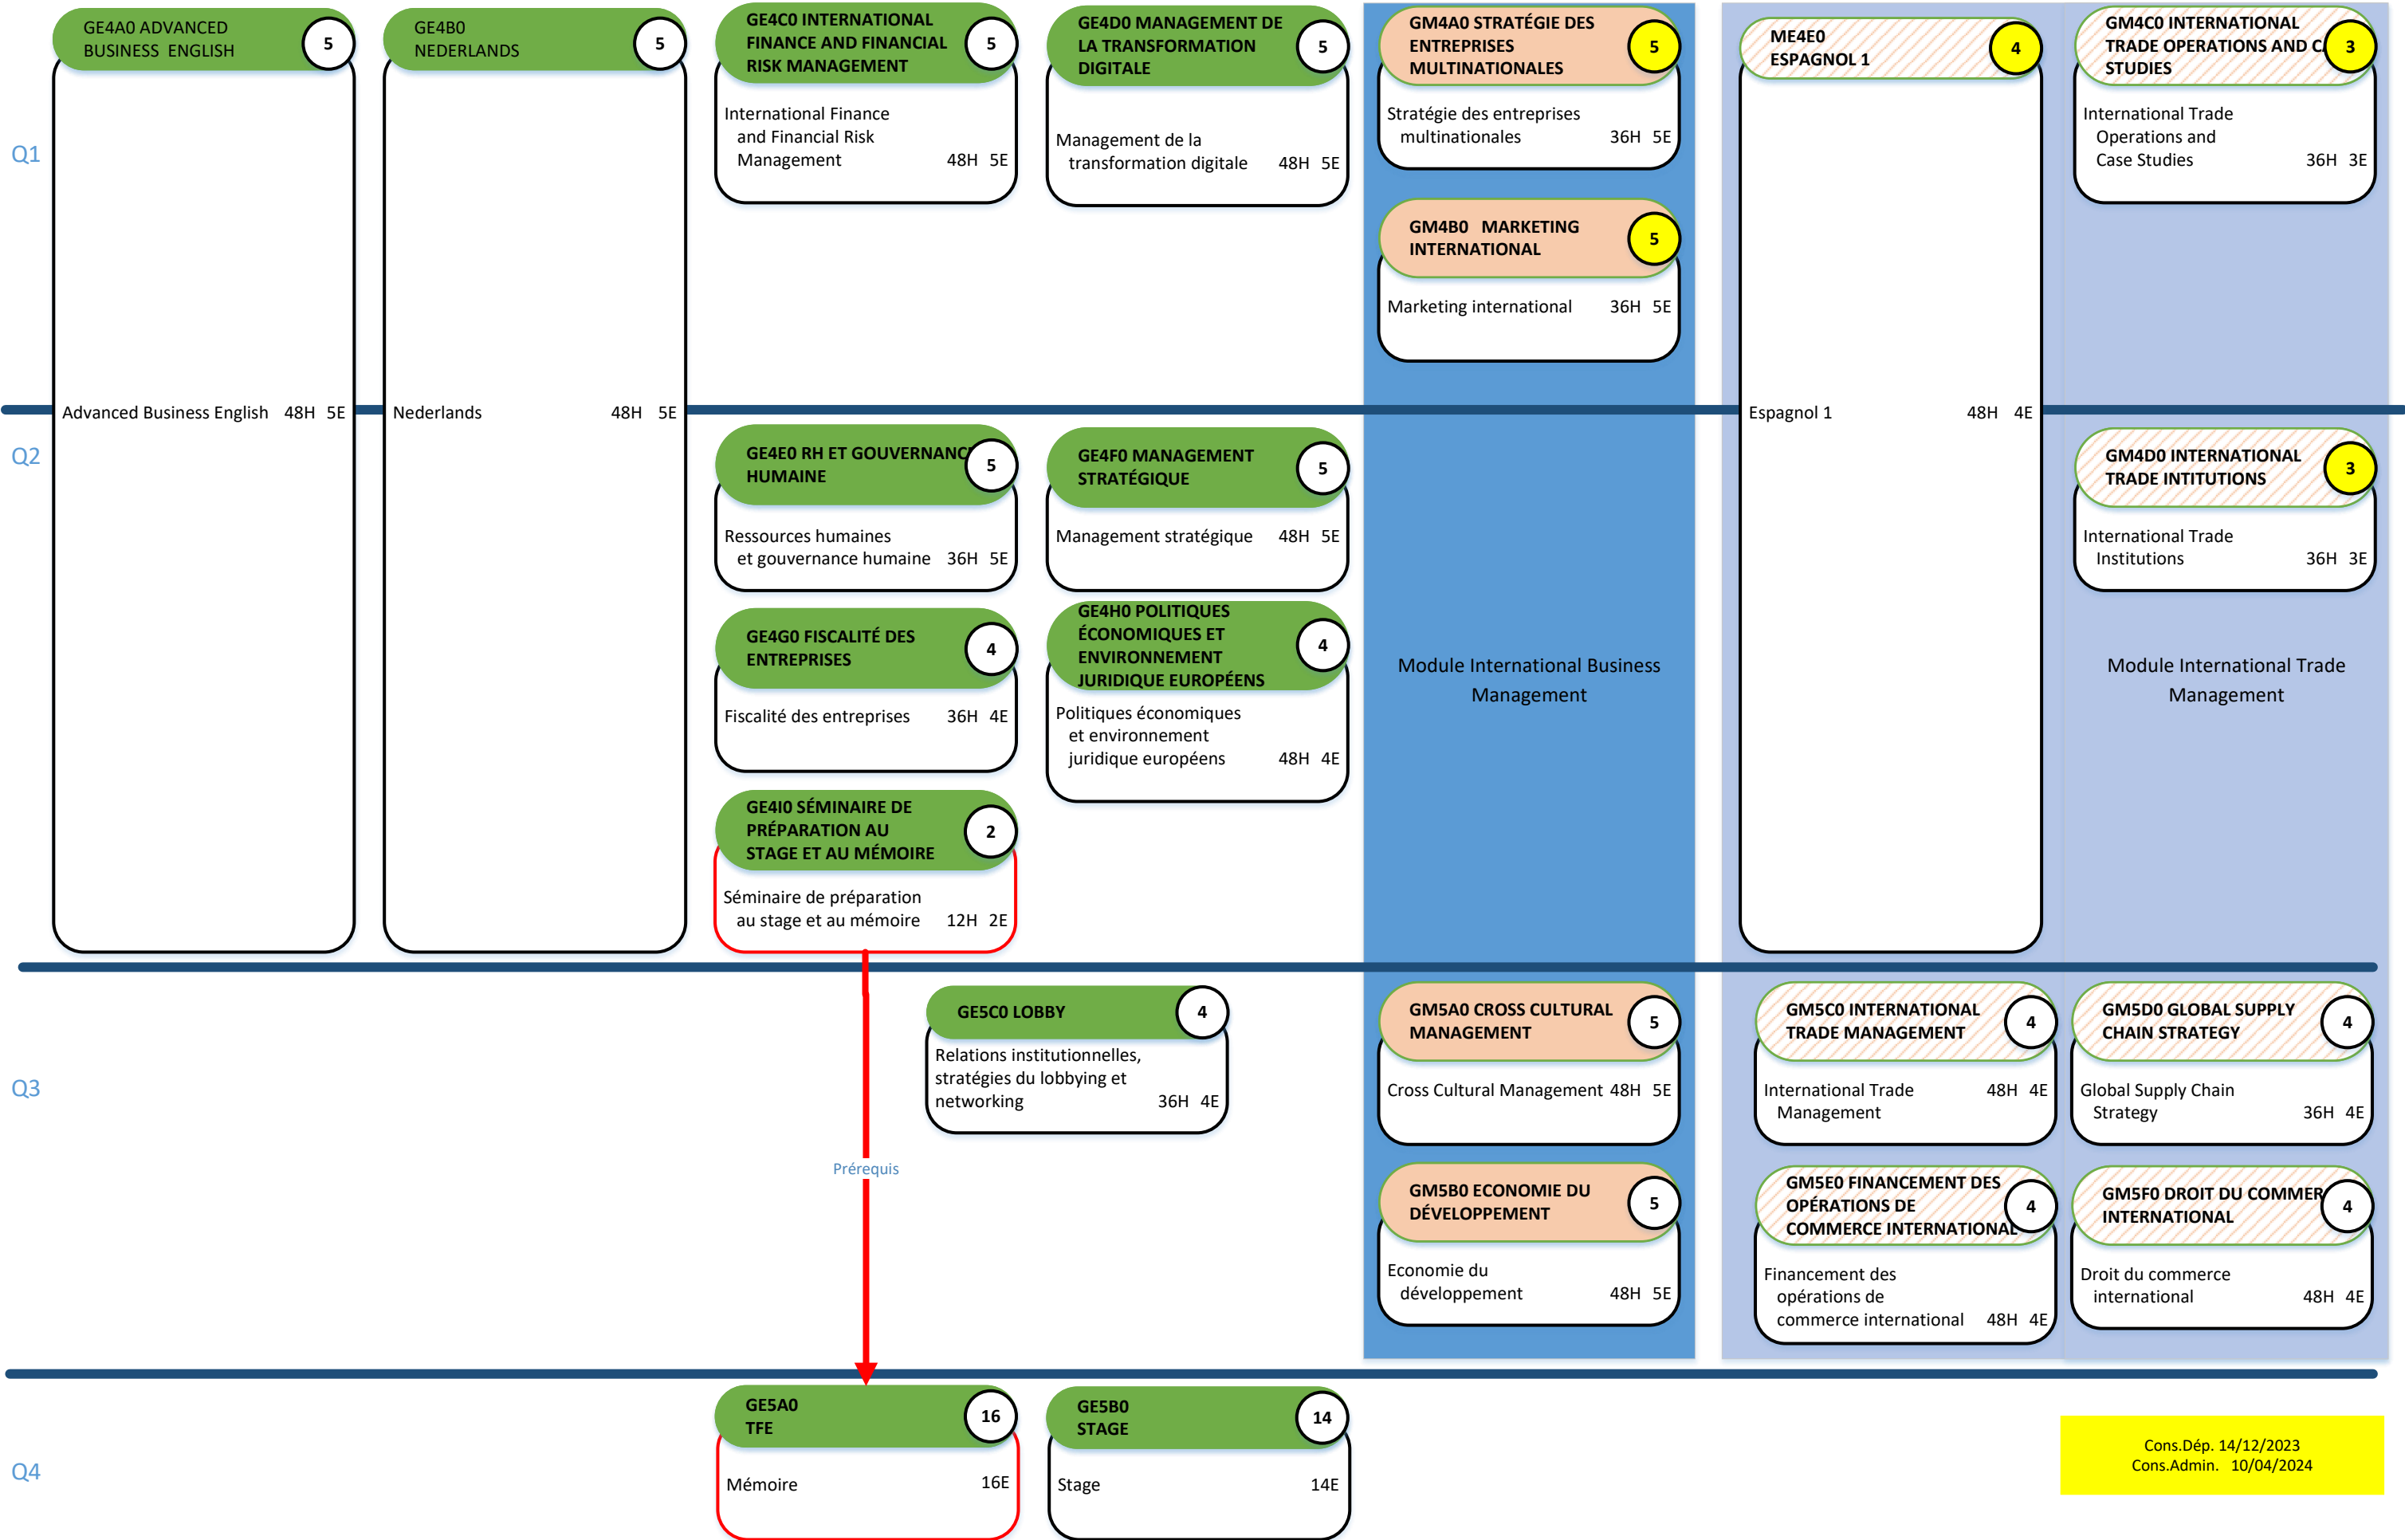 GE4A0 ADVANCED
BUSINESS ENGLISH
5
Advanced Business English 48H 5E
GE4B0
NEDERLANDS
5
Nederlands 48H 5E
GE4C0 INTERNATIONAL
FINANCE AND FINANCIAL
RISK MANAGEMENT
5
International Finance
and Financial Risk
Management 48H 5E
GE4D0 MANAGEMENT DE
LA TRANSFORMATION
DIGITALE
5
Management de la
transformation digitale 48H 5E
GM4A0 STRATÉGIE DES
ENTREPRISES
MULTINATIONALES
5
Stratégie des entreprises
multinationales 36H 5E
GM4B0 MARKETING
INTERNATIONAL
5
Marketing international 36H 5E
ME4E0
ESPAGNOL 1
4
Espagnol 1 48H 4E
GM4C0 INTERNATIONAL
TRADE OPERATIONS AND CA
STUDIES
3
International Trade
Operations and
Case Studies 36H 3E
Q1
Q2
GE4E0 RH ET GOUVERNANC
HUMAINE
5
Ressources humaines
et gouvernance humaine 36H 5E
GE4F0 MANAGEMENT
STRATÉGIQUE
5
Management stratégique 48H 5E
GM4D0 INTERNATIONAL
TRADE INTITUTIONS
3
International Trade
Institutions 36H 3E
GE4G0 FISCALITÉ DES
ENTREPRISES
4
Fiscalité des entreprises 36H 4E
GE4H0 POLITIQUES
ÉCONOMIQUES ET
ENVIRONNEMENT
JURIDIQUE EUROPÉENS
4
Politiques économiques
et environnement
juridique européens 48H 4E
Module International Business
Management
Module International Trade
Management
GE4I0 SÉMINAIRE DE
PRÉPARATION AU
STAGE ET AU MÉMOIRE
2
Séminaire de préparation
au stage et au mémoire 12H 2E
Q3
Prérequis
GE5C0 LOBBY
4
Relations institutionnelles,
stratégies du lobbying et
networking 36H 4E
GM5A0 CROSS CULTURAL
MANAGEMENT
5
Cross Cultural Management 48H 5E
GM5C0 INTERNATIONAL
TRADE MANAGEMENT
4
International Trade 48H 4E
Management
GM5D0 GLOBAL SUPPLY
CHAIN STRATEGY
4
Global Supply Chain
Strategy 36H 4E
GM5B0 ECONOMIE DU
DÉVELOPPEMENT
5
Economie du
développement 48H 5E
GM5E0 FINANCEMENT DES
OPÉRATIONS DE
COMMERCE INTERNATIONAL
4
Financement des
opérations de
commerce international 48H 4E
GM5F0 DROIT DU COMMER
INTERNATIONAL
4
Droit du commerce
international 48H 4E
Q4
GE5A0
TFE
16
Mémoire 16E
GE5B0
STAGE
14
Stage 14E
Cons.Dép. 14/12/2023
Cons.Admin. 10/04/2024